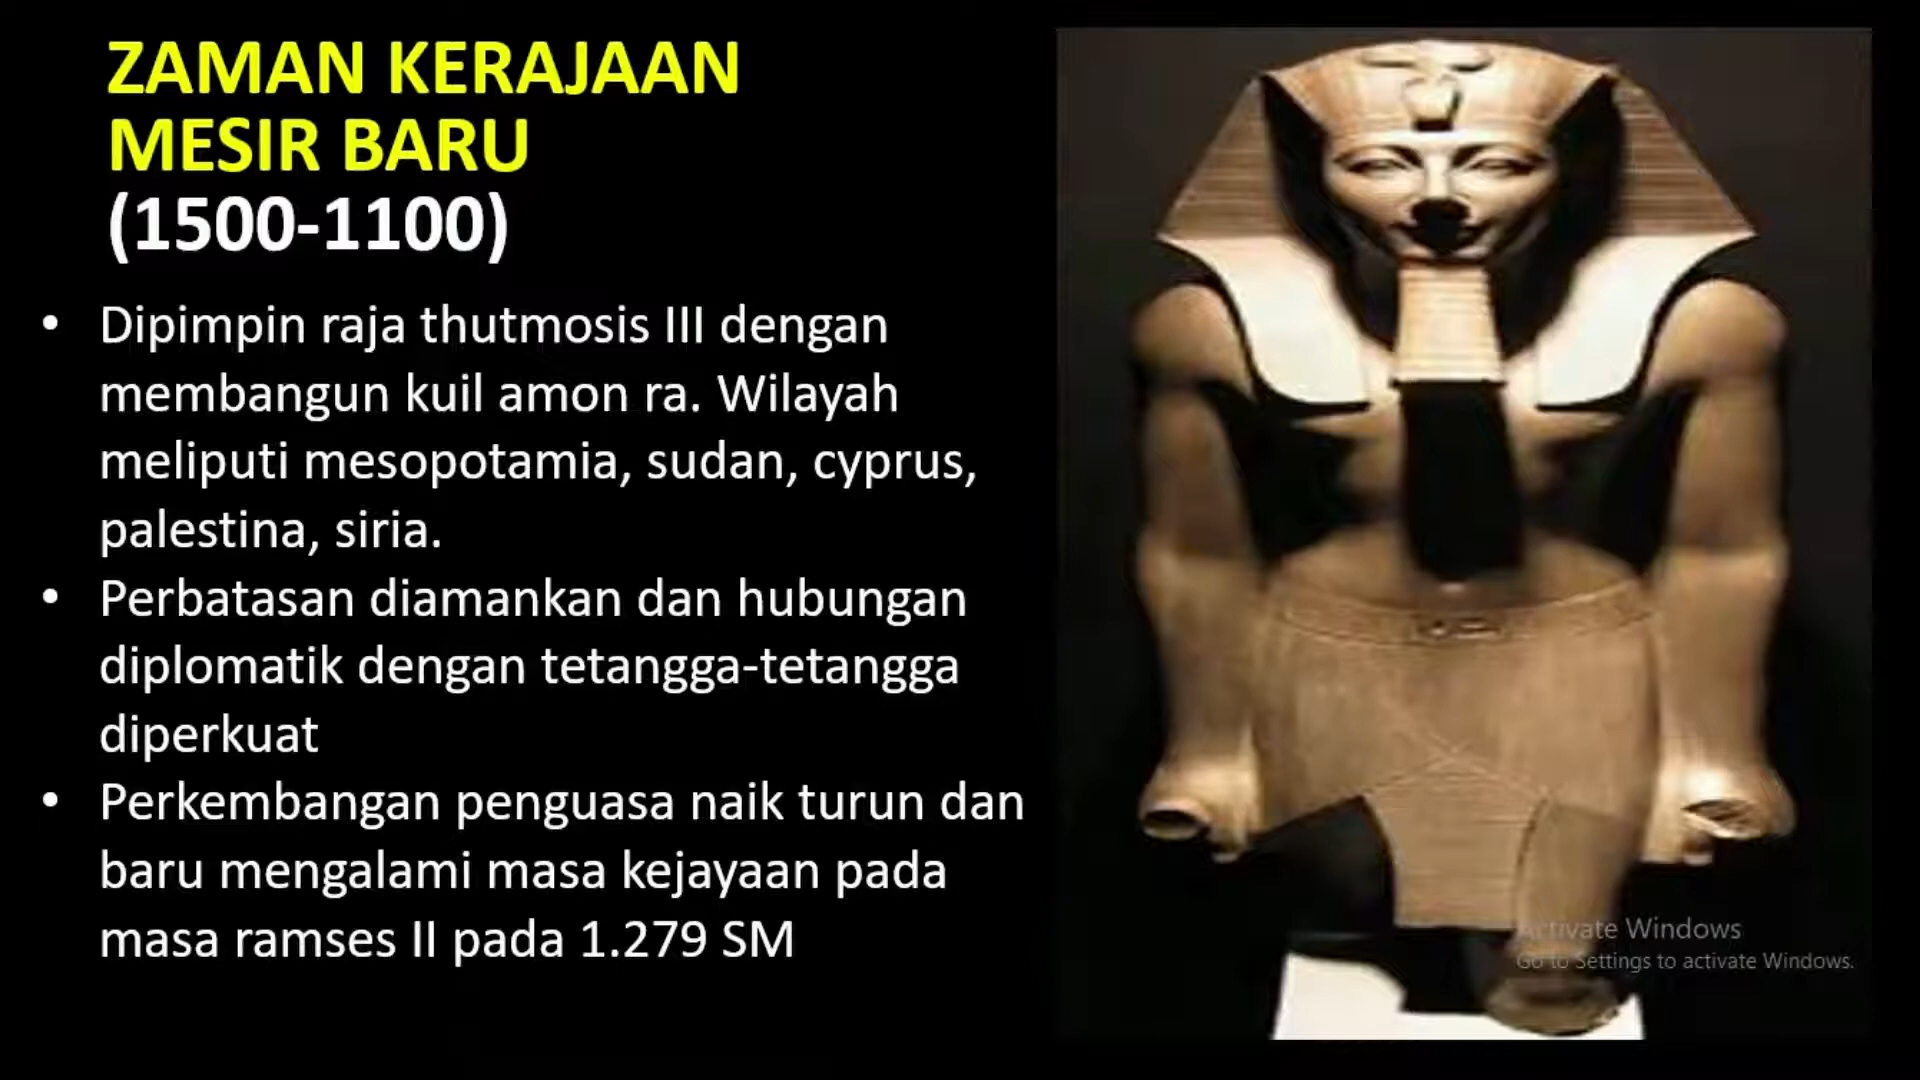 ZAMAN KERAJAAN
MESIR BARU
(1500-1100)
• Dipimpin raja thutmosis III dengan
membangun kuil amon ra. Wilayah
meliputi mesopotamia, sudan, cyprus,
palestina, siria.
• Perbatasan diamankan dan hubungan
diplomatik dengan tetangga-tetangga
diperkuat
• Perkembangan penguasa naik turun dan
baru mengalami masa kejayaan pada
masa ramses II pada 1.279 SM
Activate Windows
Go to Settings to activate Windows.